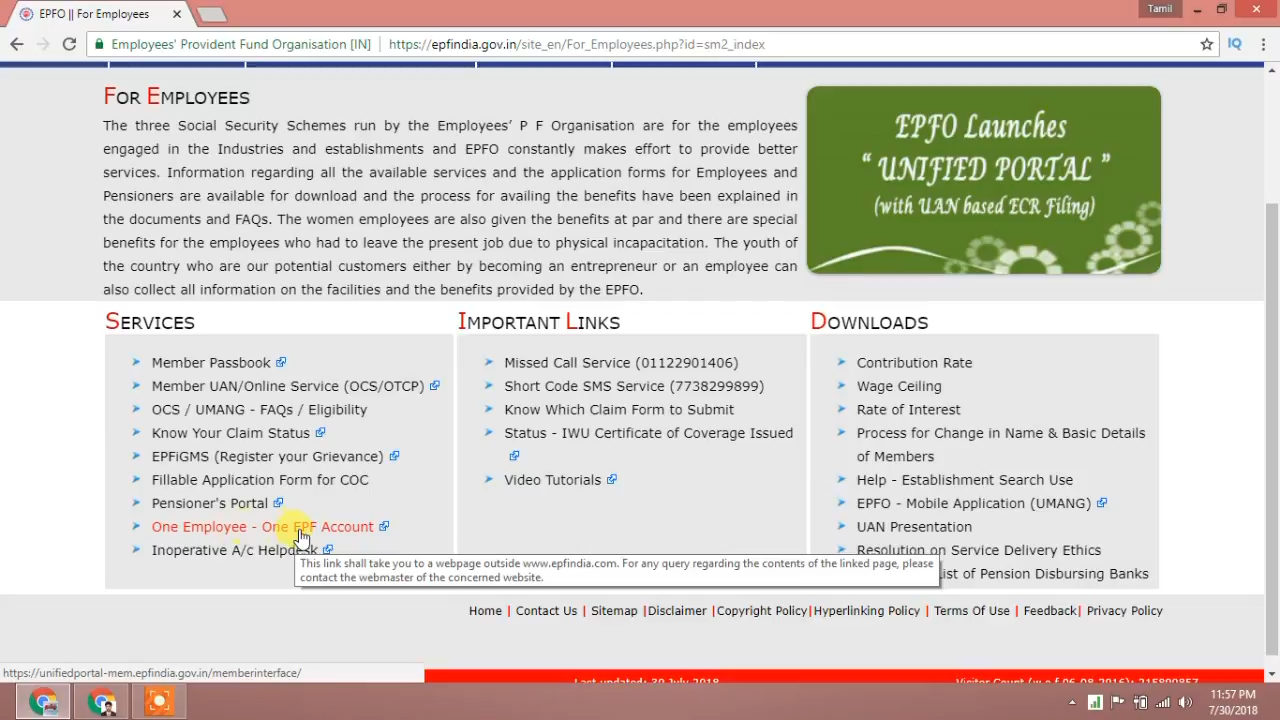 EPFO || For Employees
Tamil
Employees' Provident Fund Organisation [IN]
https://epfindia.gov.in/site_en/For_Employees.php?id=sm2_index
IQ
FOR EMPLOYEES
The three Social Security Schemes run by the Employees' P F Organisation are for the employees
engaged in the Industries and establishments and EPFO constantly makes effort to provide better
services. Information regarding all the available services and the application forms for Employees and
Pensioners are available for download and the process for availing the benefits have been explained in
the documents and FAQs. The women employees are also given the benefits at par and there are special
benefits for the employees who had to leave the present job due to physical incapacitation. The youth of
the country who are our potential customers either by becoming an entrepreneur or an employee can
also collect all information on the facilities and the benefits provided by the EPFO.
EPFO Launches
" UNIFIED PORTAL "
(with UAN based ECR Filing)
SERVICES
Member Passbook
Member UAN/Online Service (OCS/OTCP)
OCS / UMANG - FAQs / Eligibility
Know Your Claim Status
EPFiGMS (Register your Grievance)
Fillable Application Form for COC
Pensioner's Portal
One Employee - One EPF Account
Inoperative A/c Helpdesk
IMPORTANT LINKS
Missed Call Service (01122901406)
Short Code SMS Service (7738299899)
Know Which Claim Form to Submit
Status - IWU Certificate of Coverage Issued
Video Tutorials
DOWNLOADS
Contribution Rate
Wage Ceiling
Rate of Interest
Process for Change in Name & Basic Details
of Members
Help - Establishment Search Use
EPFO - Mobile Application (UMANG)
UAN Presentation
Resolution on Service Delivery Ethics
List of Pension Disbursing Banks
This link shall take you to a webpage outside www.epfindia.com. For any query regarding the contents of the linked page, please
contact the webmaster of the concerned website.
Home | Contact Us | Sitemap |Disclaimer |Copyright Policy|Hyperlinking Policy | Terms Of Use | Feedback| Privacy Policy
https://unifiedportal-mem.epfindia.gov.in/memberinterface/
Last updated: 30 July 2018
Visitor Count (w.e.f 06-08-2016): 215890857
11:57 PM
7/30/2018